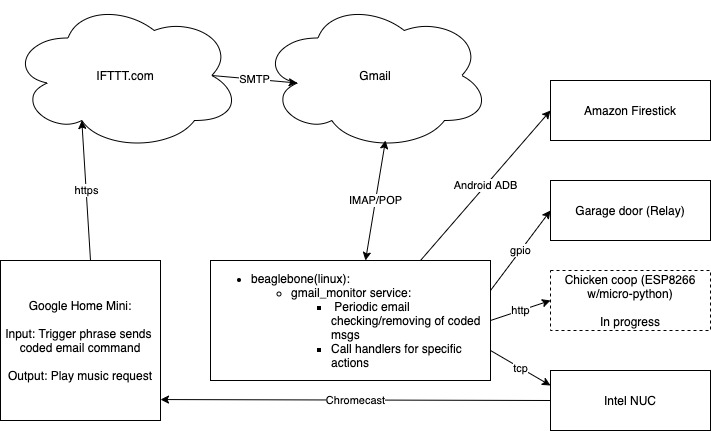 IFTTT.com
SMTP
Gmail
Amazon Firestick
Android ADB
https
IMAP/POP
Garage door (Relay)
gpio
Google Home Mini:
Input: Trigger phrase sends
coded email command
Output: Play music request
• beaglebone(linux):
◦ gmail_monitor service:
▪ Periodic email
checking/removing of coded
msgs
▪ Call handlers for specific
actions
http
Chicken coop (ESP8266
w/micro-python)
In progress
tcp
Chromecast
Intel NUC